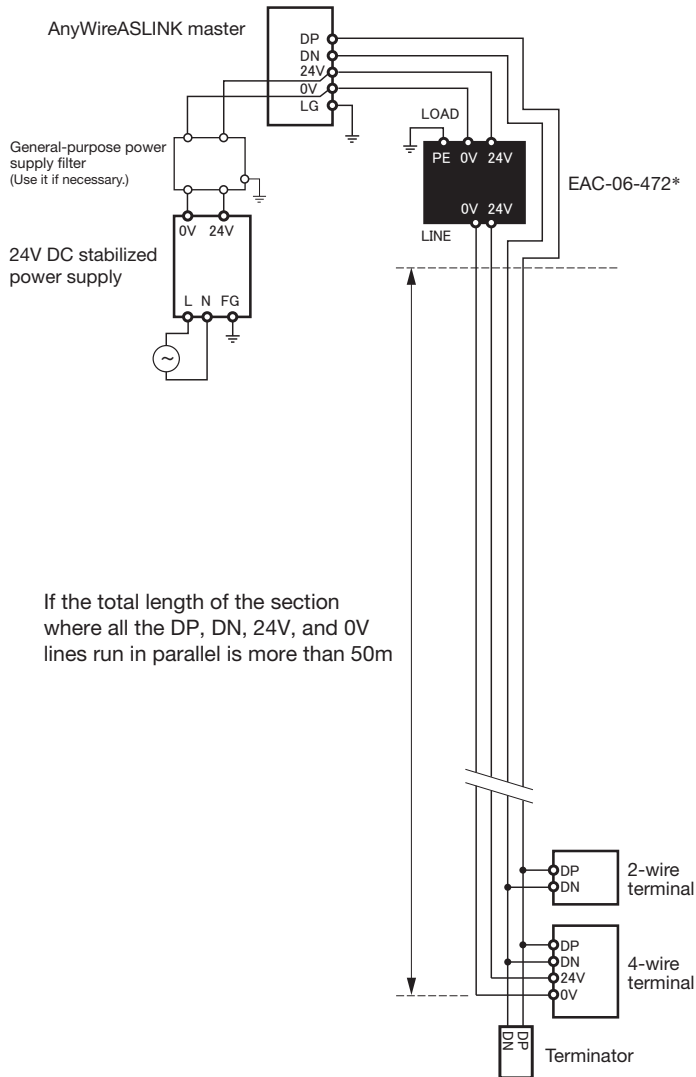 AnyWireASLINK master
DP
DN
24V
0V
LG
LOAD
PE 0V 24V
0V 24V
LINE
EAC-06-472*
General-purpose power
supply filter
(Use it if necessary.)
0V 24V
24V DC stabilized
power supply
L N FG
~
If the total length of the section
where all the DP, DN, 24V, and 0V
lines run in parallel is more than 50m
DP
DN
2-wire
terminal
DP
DN
24V
0V
4-wire
terminal
DN
DP
Terminator